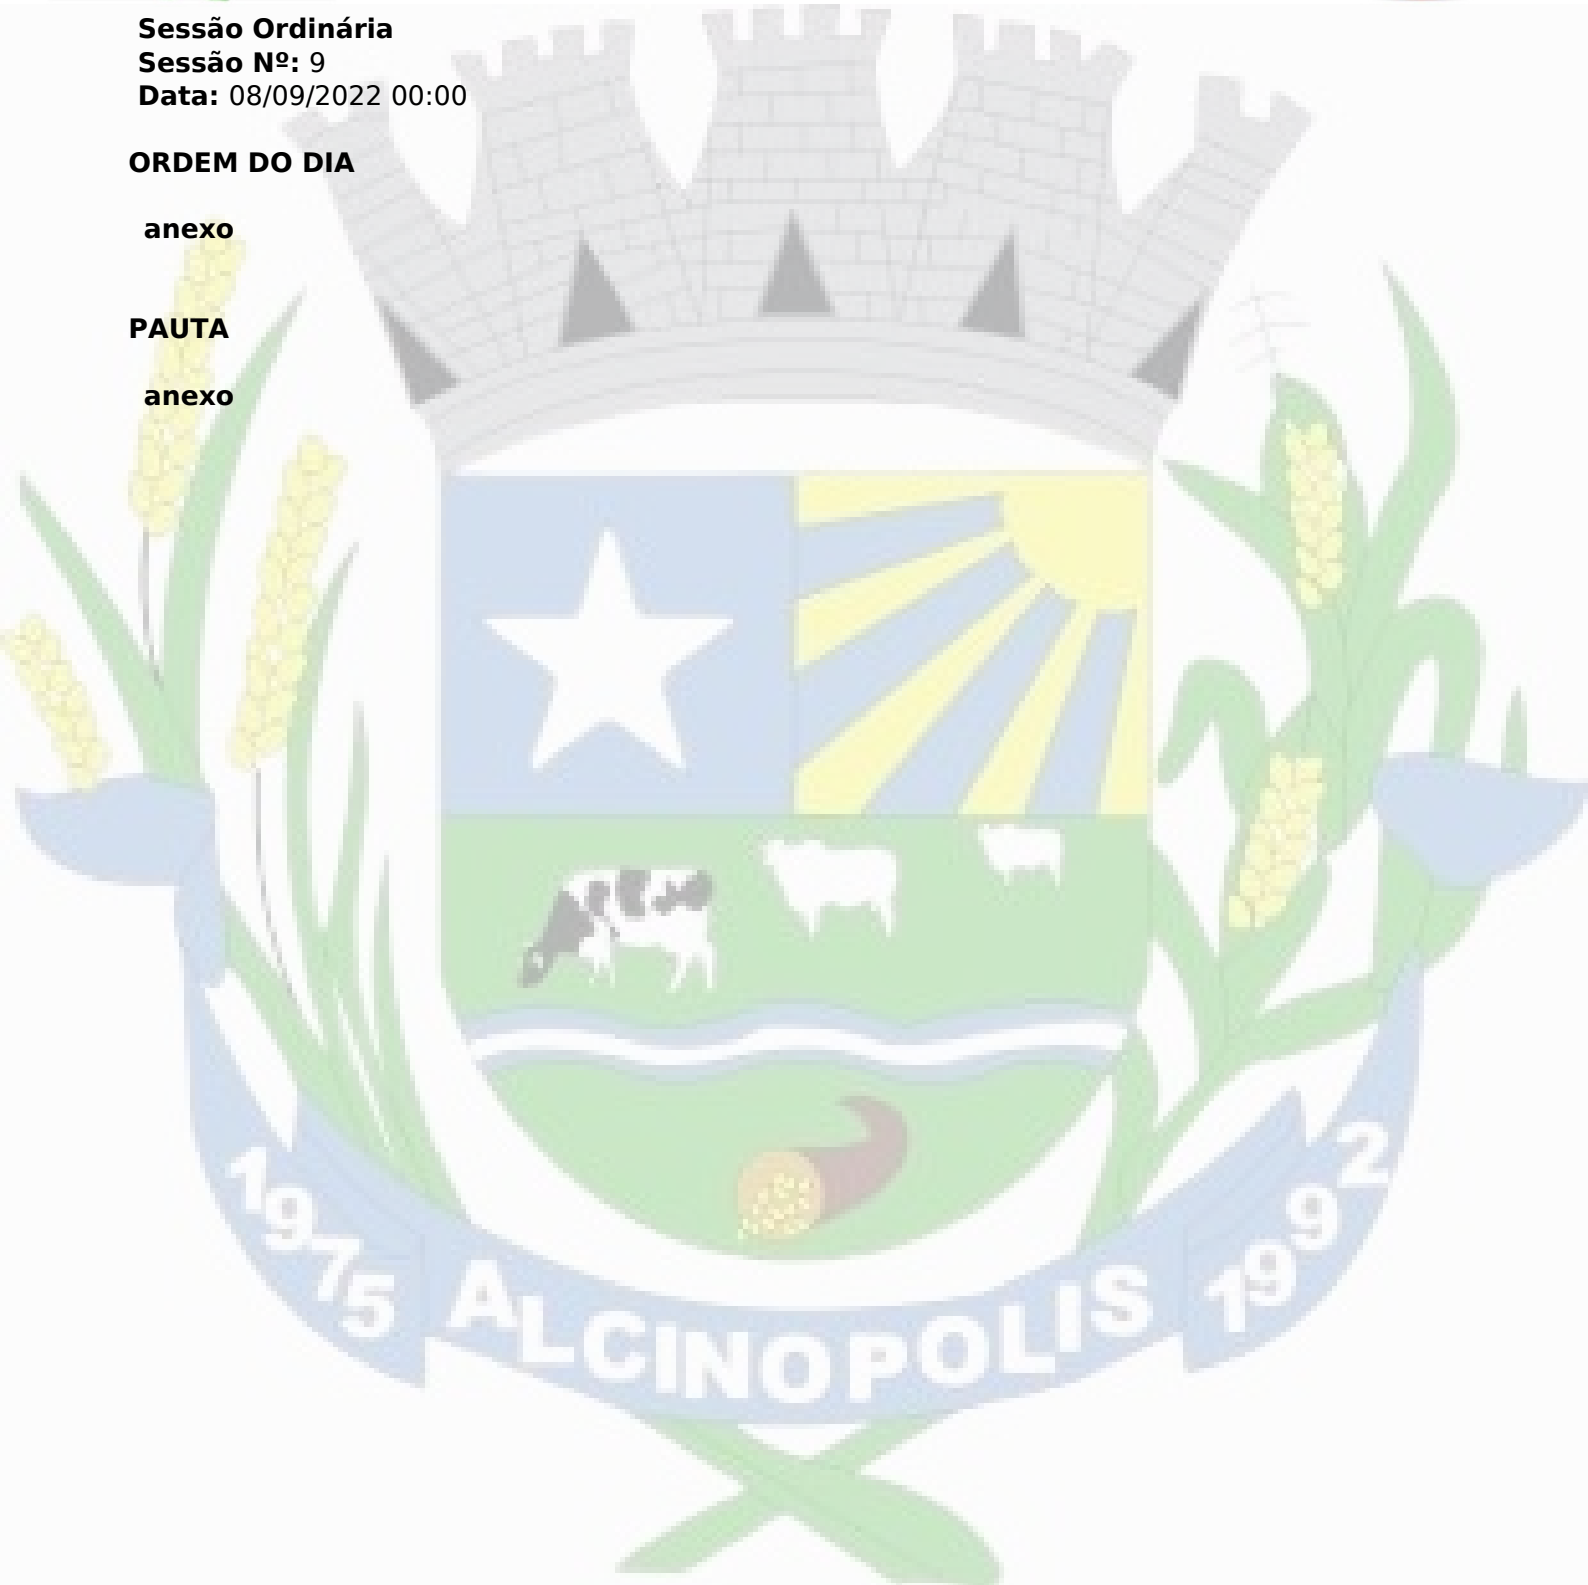 Sessão Ordinária
Sessão Nº: 9
Data: 08/09/2022 00:00
ORDEM DO DIA
anexo
PAUTA
anexo
1975 ALCINOPOLIS 1992